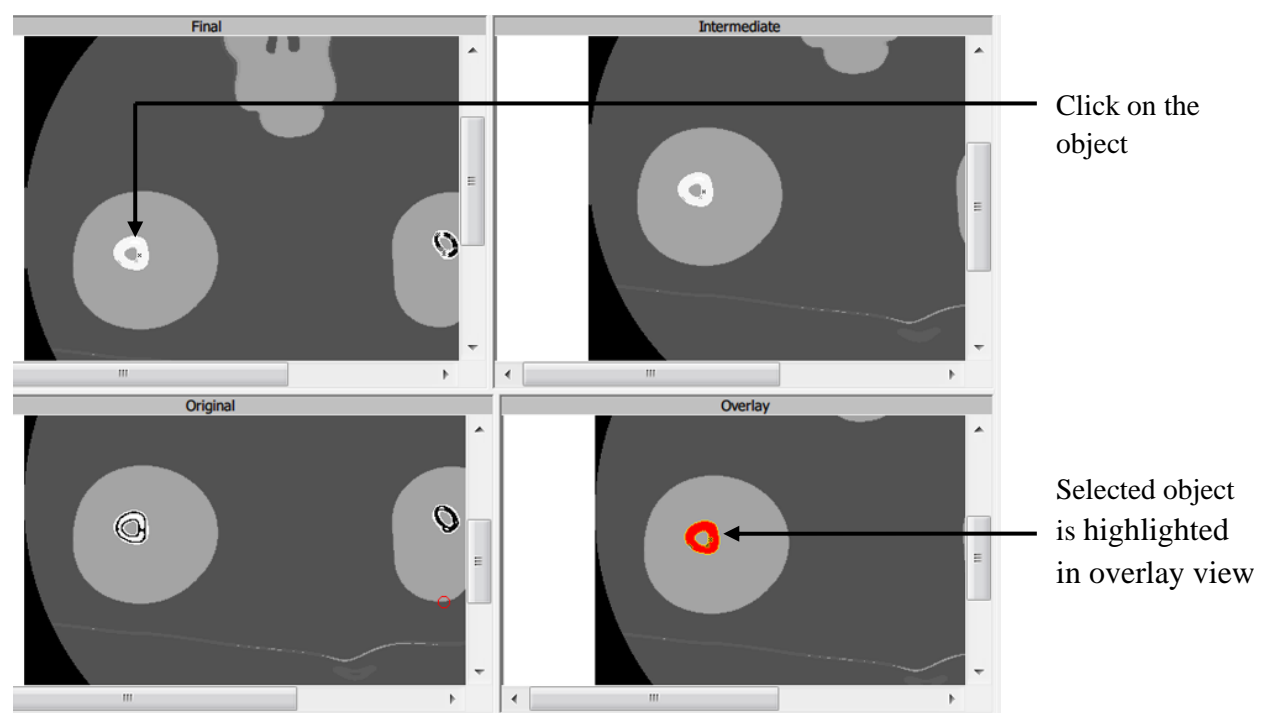 Final
Intermediate
Click on the
object
Original
Overlay
Selected object
is highlighted
in overlay view